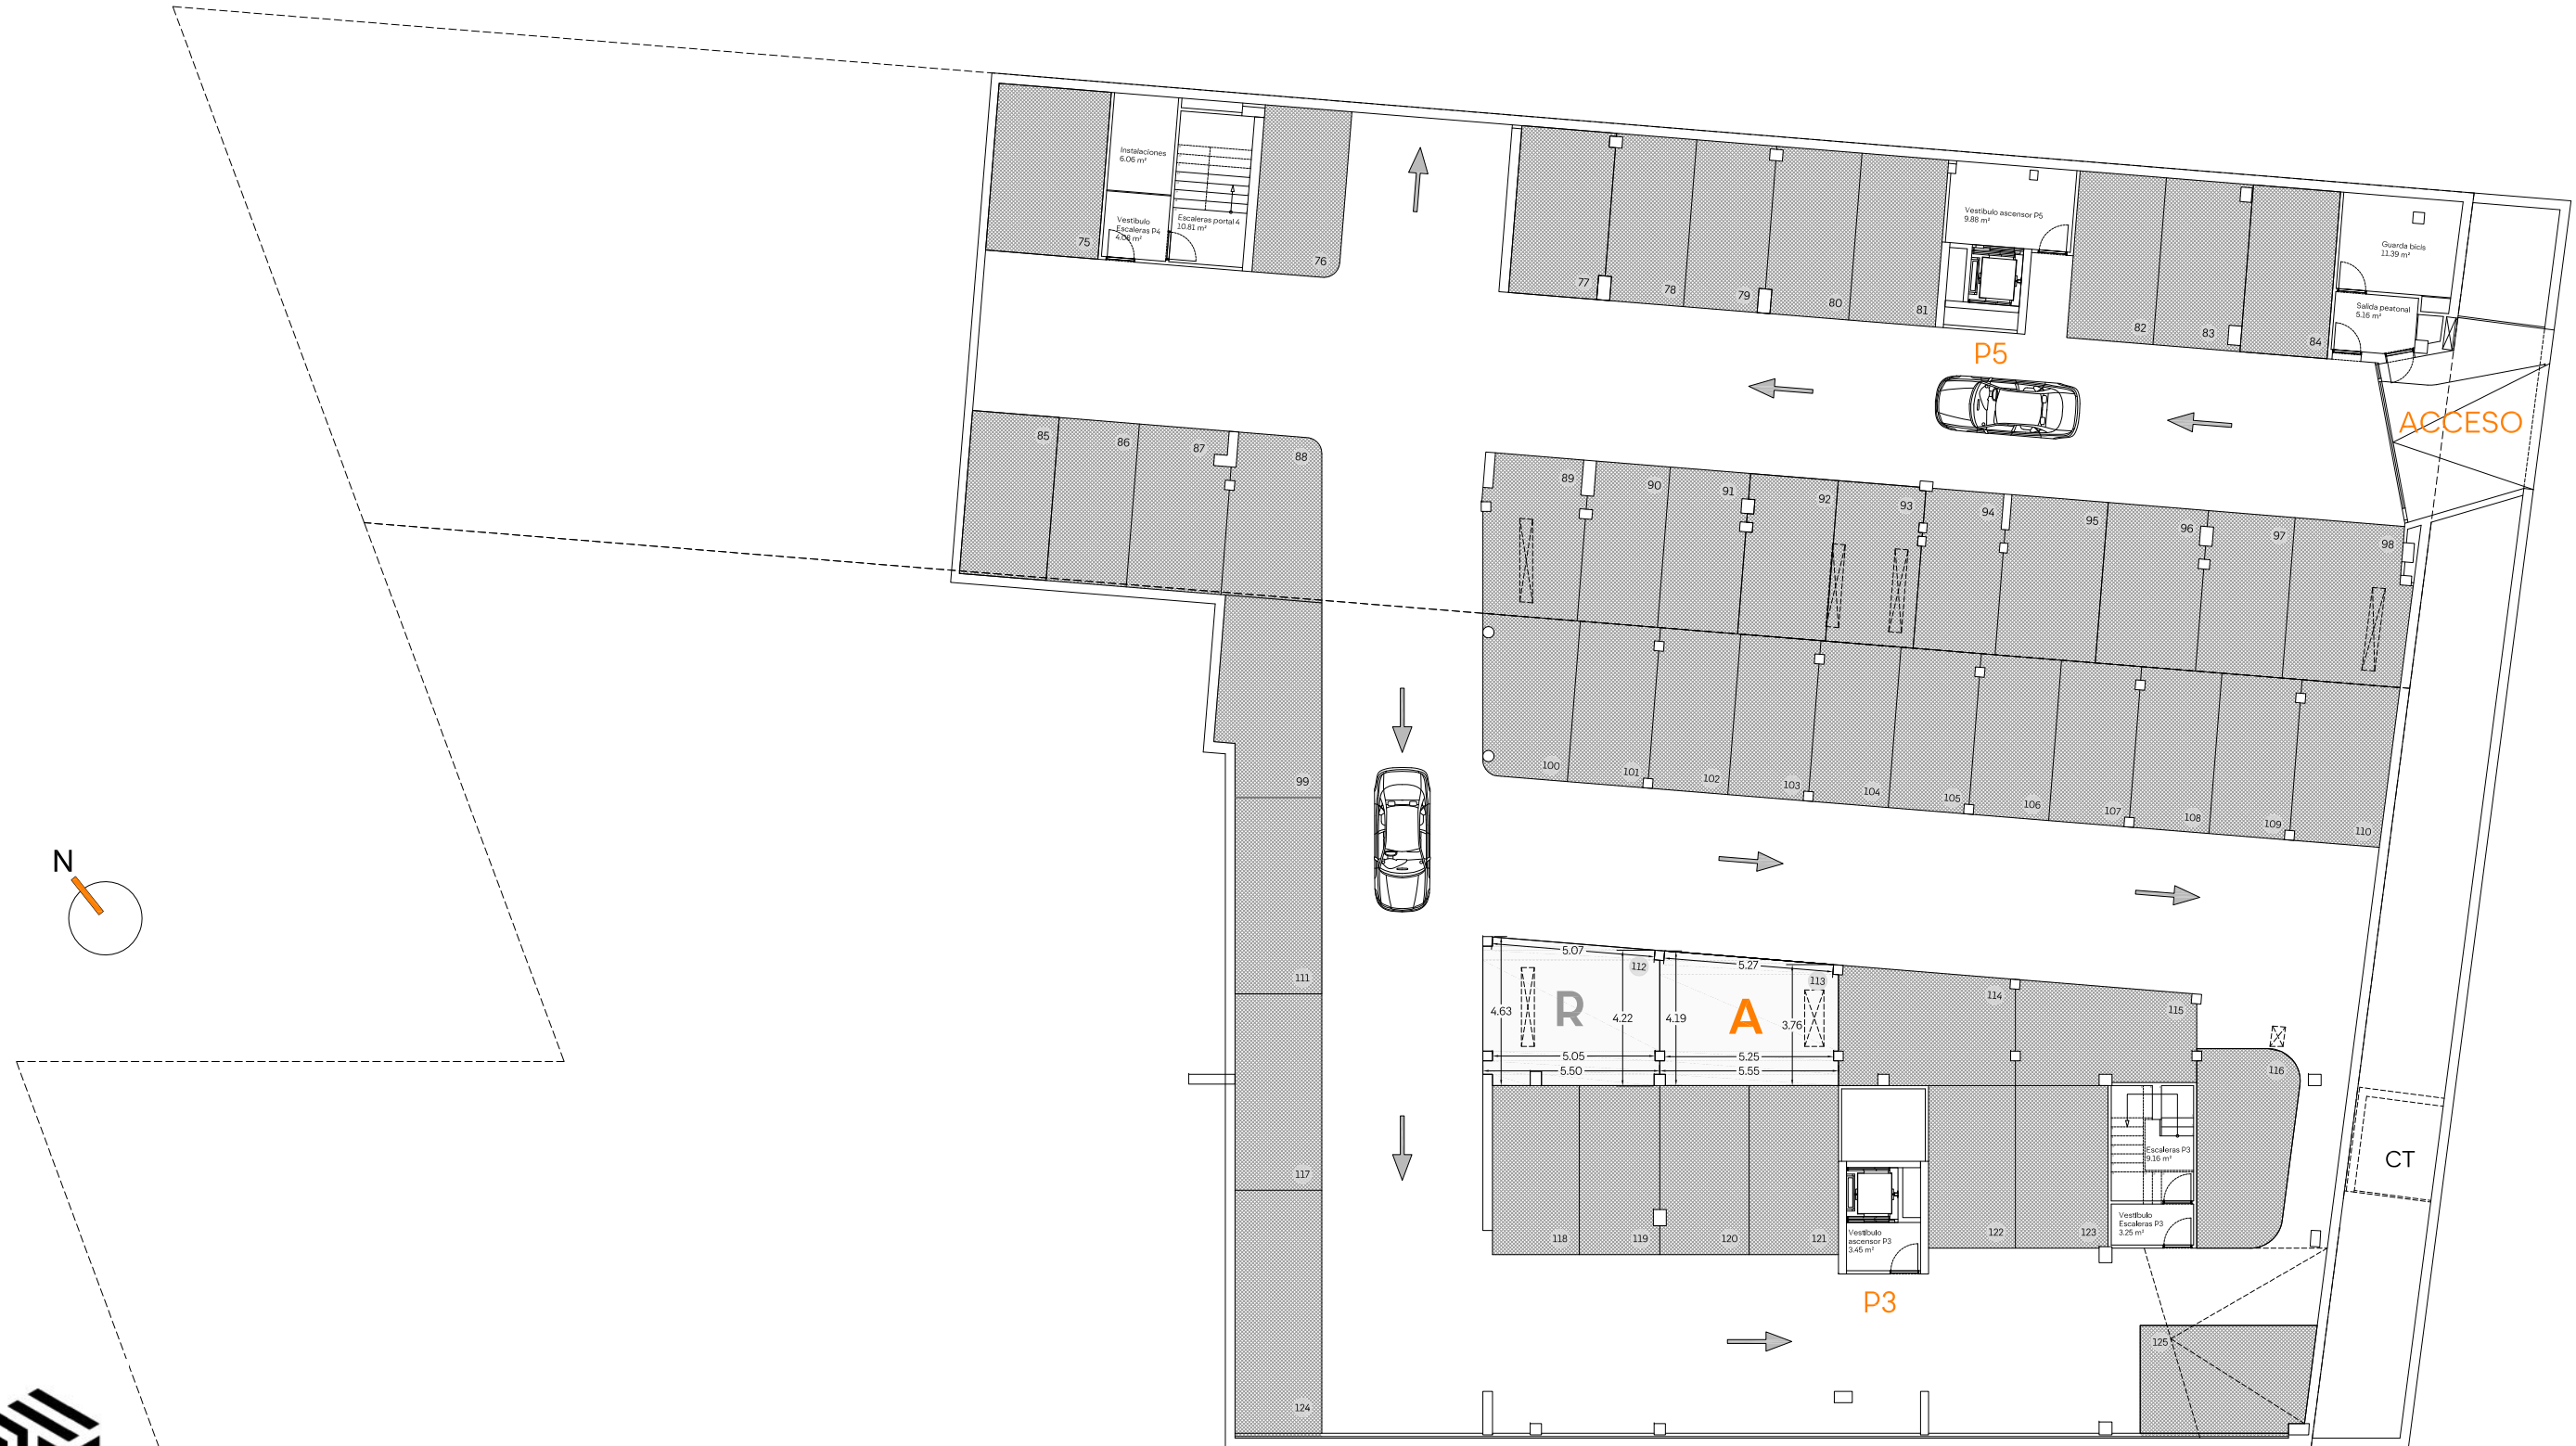 Instalaciones
6.06 m²
Vestíbulo
Escaleras P4
4.08 m²
Escaleras portal 4
10.81 m²
75
76
77
78
79
80
81
Vestíbulo ascensor P5
9.88 m²
82
83
84
Guarda bicis
11.39 m²
Salida peatonal
5.16 m²
P5
ACCESO
85
86
87
88
89
90
91
92
93
94
95
96
97
98
99
100
101
102
103
104
105
106
107
108
109
110
N
111
5.07
112
5.27
113
4.63
R
4.22
4.19
A
3.76
5.05
5.25
5.50
5.55
114
115
116
117
118
119
120
121
Vestíbulo
ascensor P3
3.45 m²
122
123
Escaleras P3
9.16 m²
Vestíbulo
Escaleras P3
3.25 m²
CT
P3
124
125